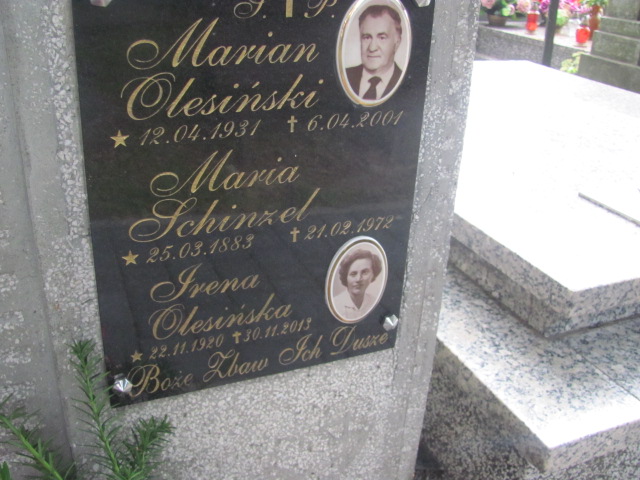 Ś. † P.
Marian
Olesiński
★ 12.04.1931 † 6.04.2001
Maria
Schinzel
★ 25.03.1883 † 21.02.1972
Irena
Olesińska
★ 22.11.1920 † 30.11.2013
Boże Zbaw Ich Dusze